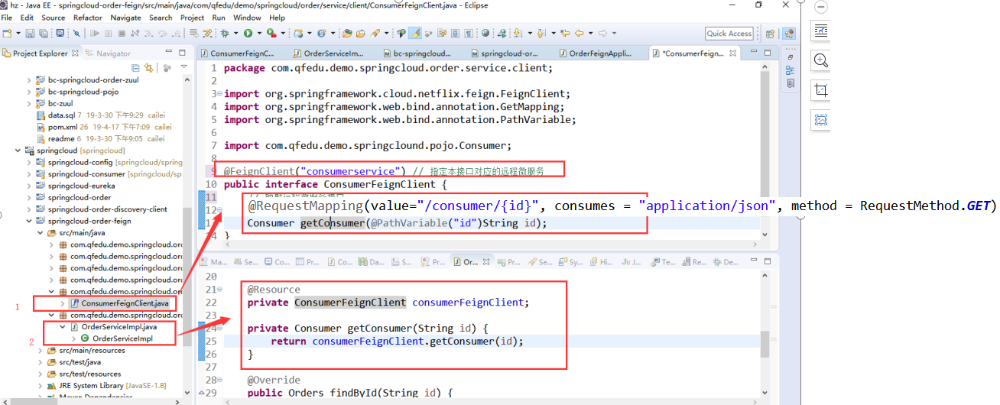 hz - Java EE - springcloud-order-feign/src/main/java/com/qfedu/demo/springcloud/order/service/client/ConsumerFeignClient.java - Eclipse
File Edit Source Refactor Navigate Search Project Run Window Help
Quick Access
Project Explorer Navigator
bc-springcloud-order-zuul
bc-springcloud-pojo
bc-zuul
data.sql 7 19-3-30 下午9:29 cailei
pom.xml 26 19-4-17 下午7:09 cailei
readme 6 19-3-30 下午9:05 cailei
springcloud [springcloud]
springcloud-config [springcloud/spring
springcloud-consumer [springcloud/sp
springcloud-eureka
springcloud-order
springcloud-order-discovery-client
springcloud-order-feign
src/main/java
com.qfedu.demo.springcloud.ord
com.qfedu.demo.springcloud.ord
com.qfedu.demo.springcloud.ord
com.qfedu.demo.springcloud.ord
com.qfedu.demo.springcloud.ord
1
ConsumerFeignClient.java
com.qfedu.demo.springcloud.ord
OrderServiceImpl.java
2
OrderServiceImpl
src/main/resources
src/test/java
src/test/resources
JRE System Library [JavaSE-1.8]
Maven Dependencies
ConsumerFeignC... OrderServiceIm... bc-springcloud... springcloud-or... OrderFeignAppli... *ConsumerFeign...
1 package com.qfedu.demo.springcloud.order.service.client;
2
3 import org.springframework.cloud.netflix.feign.FeignClient;
4 import org.springframework.web.bind.annotation.GetMapping;
5 import org.springframework.web.bind.annotation.PathVariable;
6
7 import com.qfedu.demo.springclound.pojo.Consumer;
8
9 @FeignClient("consumerservice") // 指定本接口对应的远程微服务
10 public interface ConsumerFeignClient {
11
12 @RequestMapping(value="/consumer/{id}", consumes = "application/json", method = RequestMethod.GET)
13 Consumer getConsumer(@PathVariable("id")String id);
14 }
Ma... Se... Co... Pr... Co... Da... S... Pr... Or... Pr... Se... Sy... Hi... Ju J... Te... Re... De...
20
21 @Resource
22 private ConsumerFeignClient consumerFeignClient;
23
24 private Consumer getConsumer(String id) {
25 return consumerFeignClient.getConsumer(id);
26 }
27
28 @Override
29 public Orders findById(String id) {